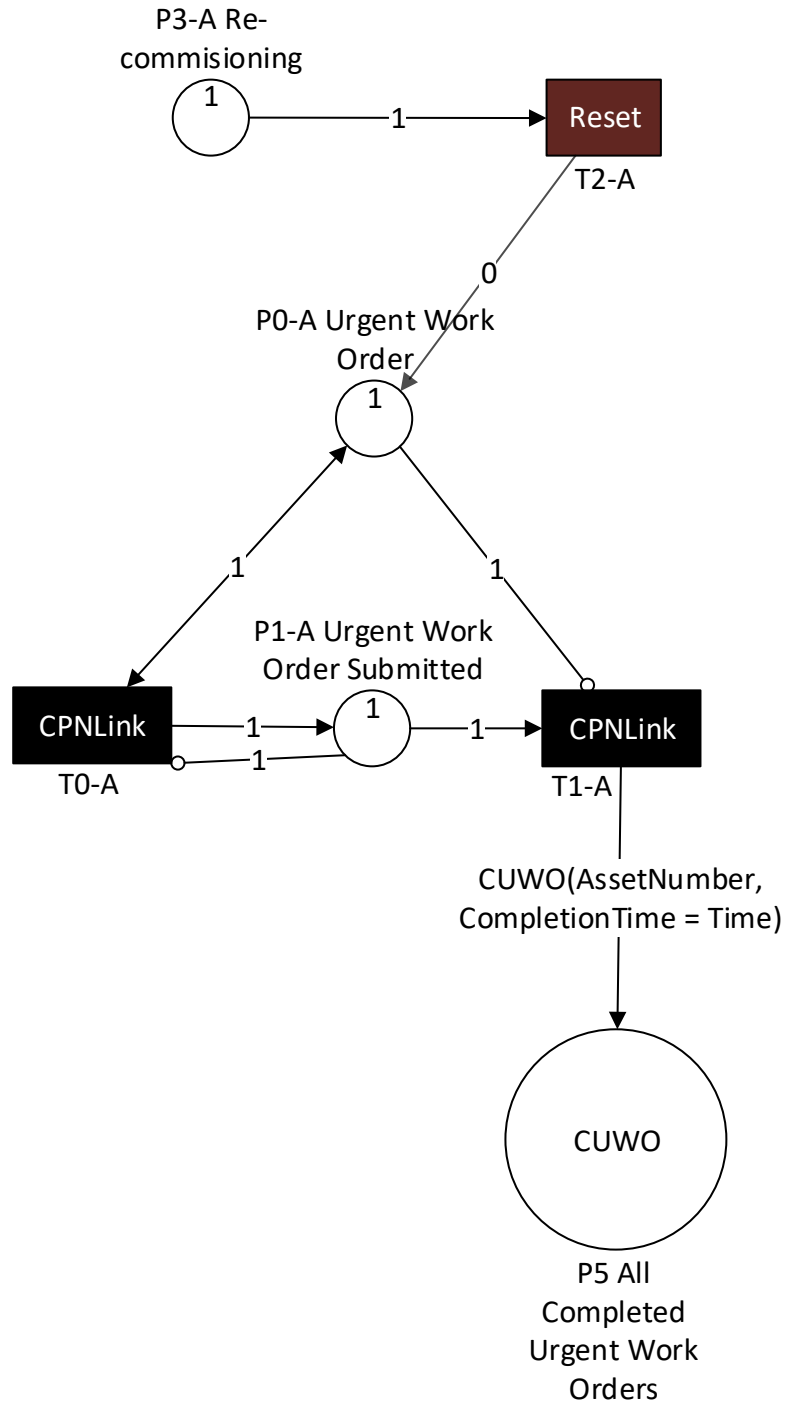 P3-A Re-
commisioning
1
1
Reset
T2-A
0
P0-A Urgent Work
Order
1
1
1
P1-A Urgent Work
Order Submitted
CPNLink
1
1
1
CPNLink
1
T0-A
T1-A
CUWO(AssetNumber,
CompletionTime = Time)
CUWO
P5 All
Completed
Urgent Work
Orders